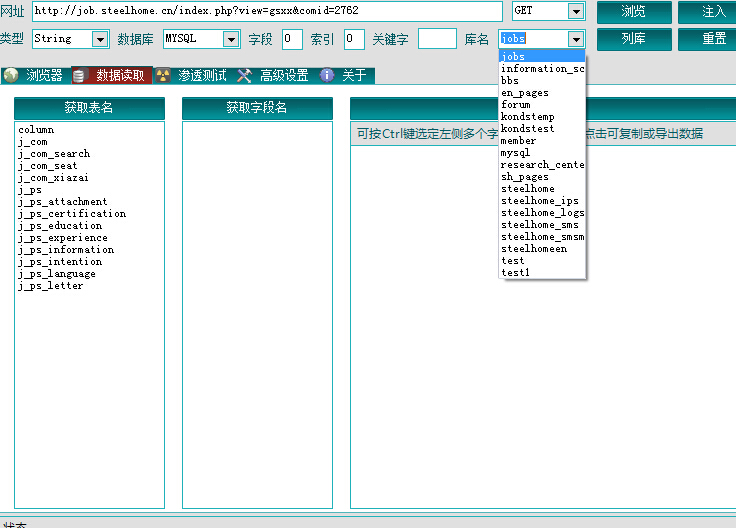 网址 http://job.steelhome.cn/index.php?view=gsxx&comid=2762 GET 浏览 注入
类型 String 数据库 MYSQL 字段 0 索引 0 关键字 库名 jobs 列库 重置
浏览器 数据读取 渗透测试 高级设置 关于
获取表名 获取字段名
可按Ctrl键选定左侧多个字 点击可复制或导出数据
column
j_com
j_com_search
j_com_seat
j_com_xiazai
j_ps
j_ps_attachment
j_ps_certification
j_ps_education
j_ps_experience
j_ps_information
j_ps_intention
j_ps_language
j_ps_letter
jobs
information_sc
bbs
en_pages
forum
kondstemp
kondstest
member
mysql
research_cente
sh_pages
steelhome
steelhome_ips
steelhome_logs
steelhome_sms
steelhome_smsm
steelhomeen
test
test1
状态